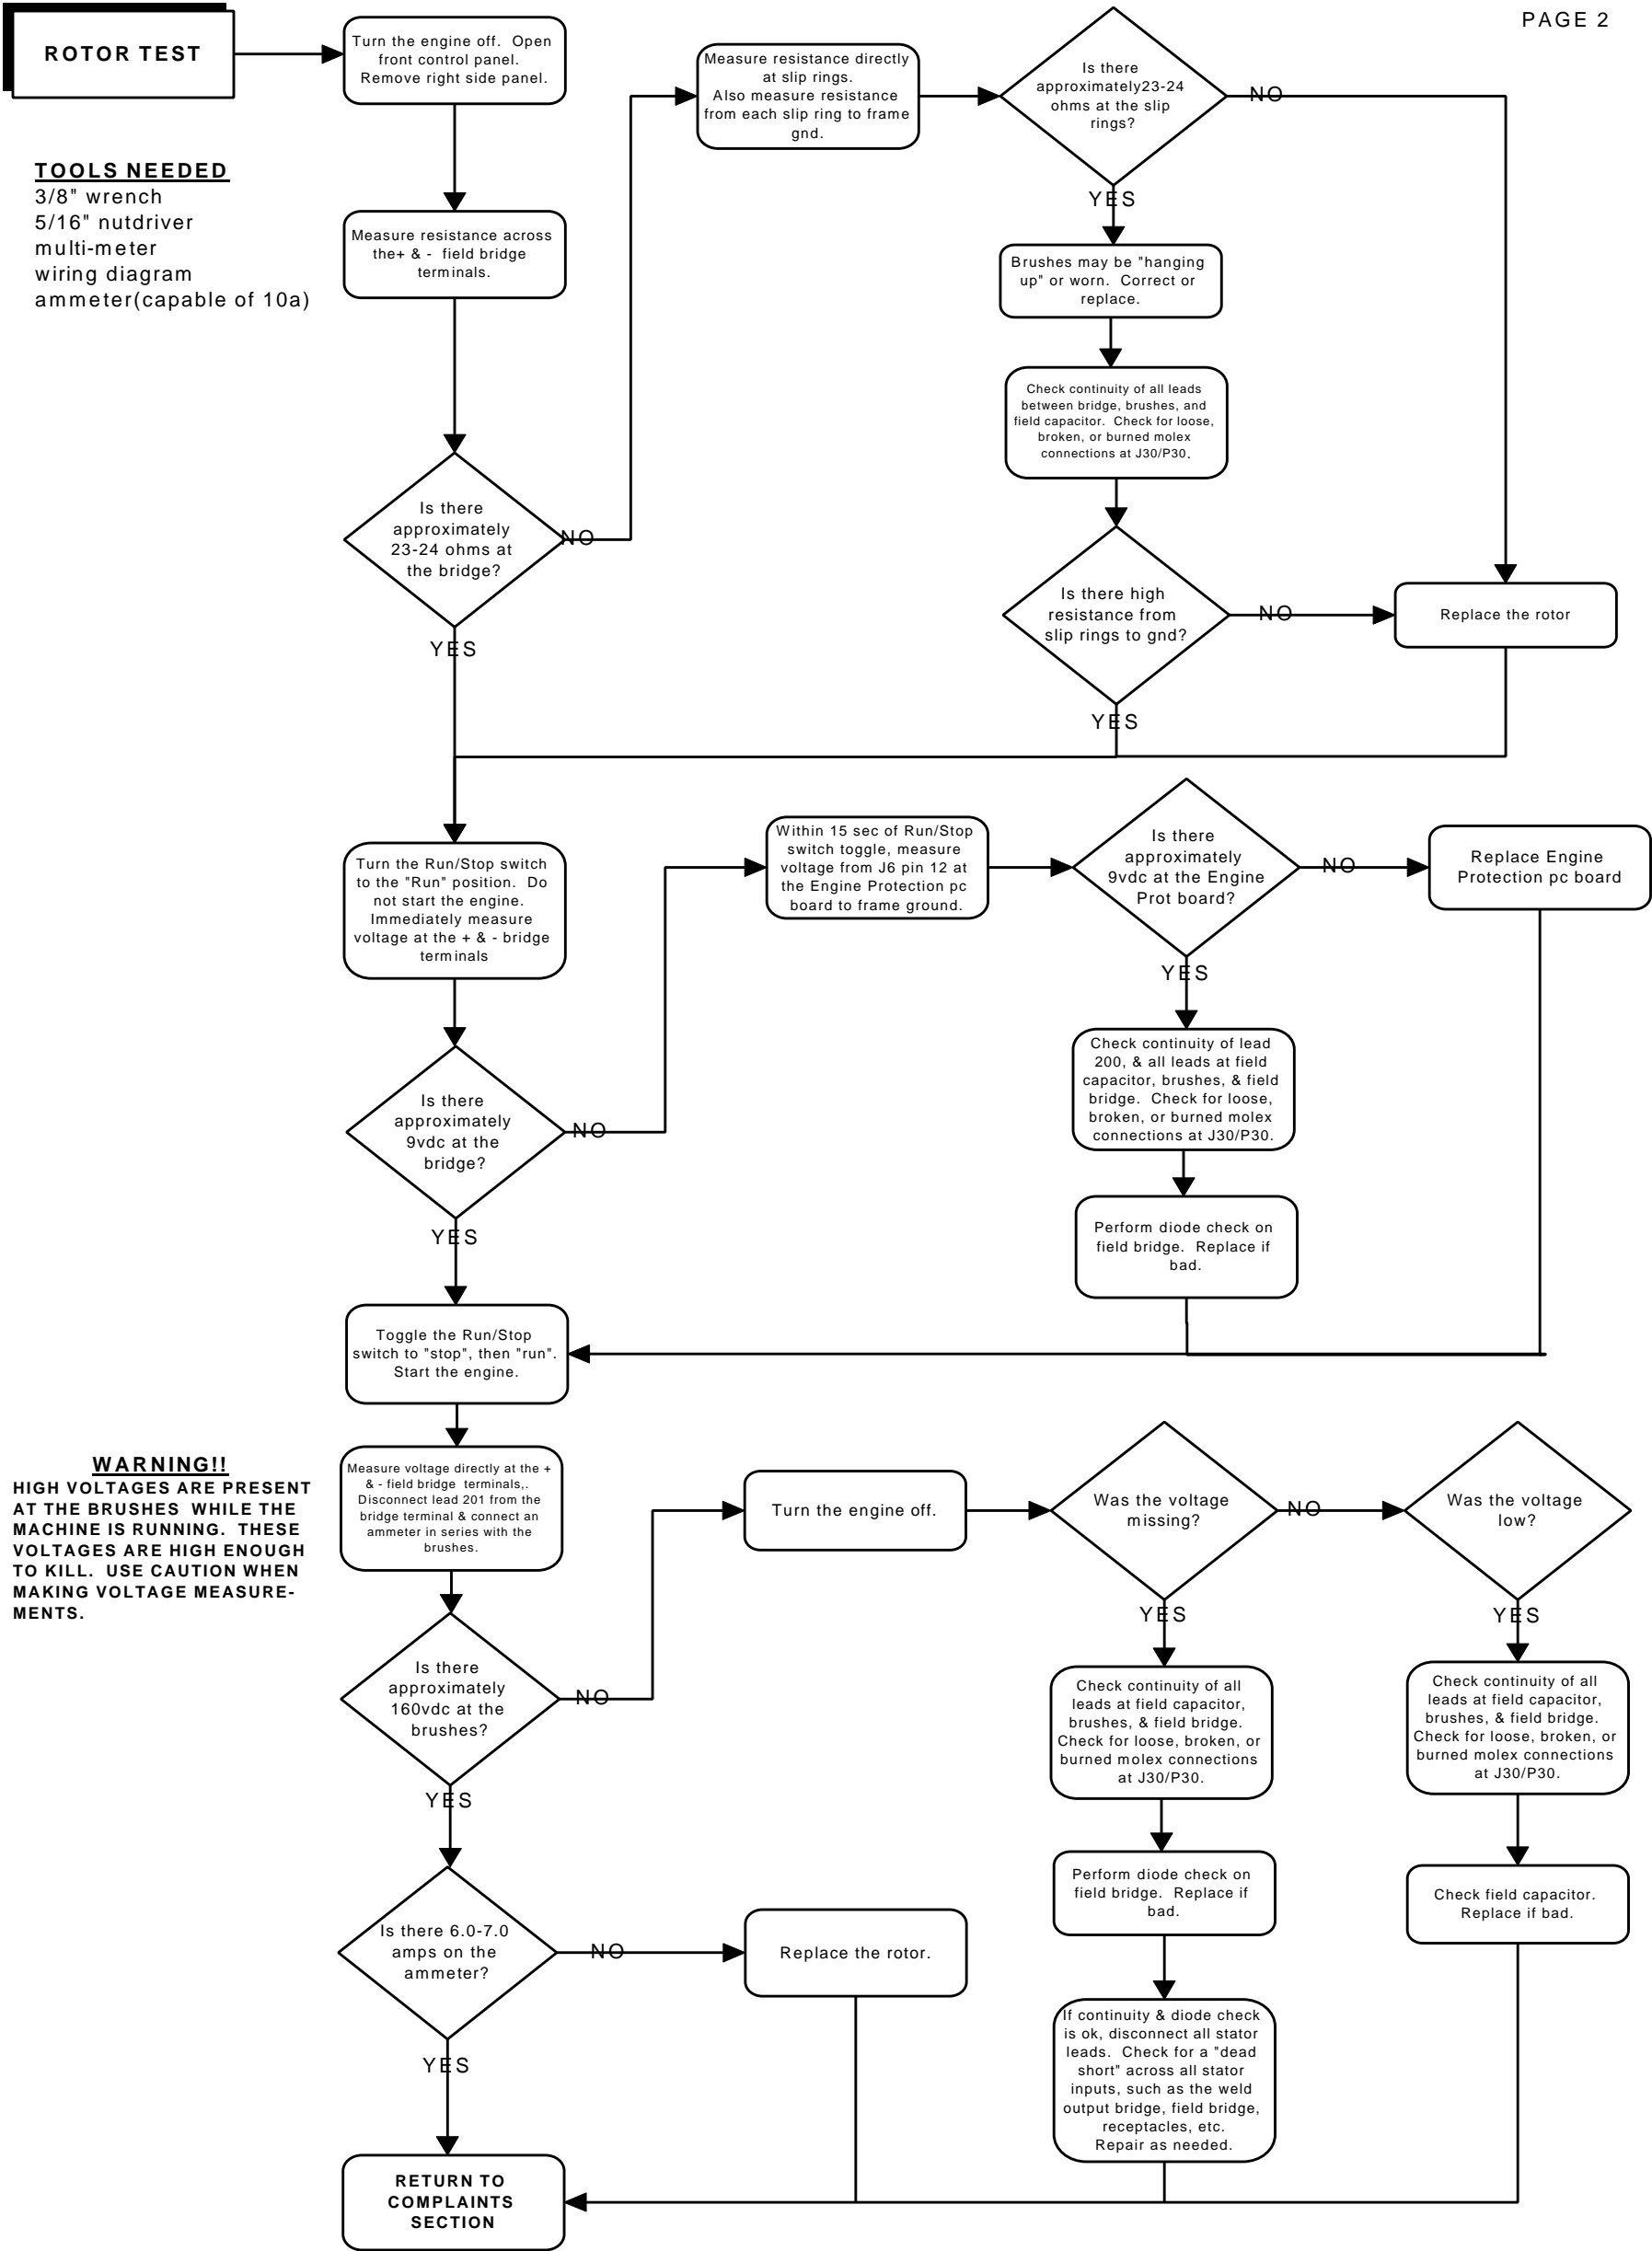 PAGE 2
ROTOR TEST
Turn the engine off. Open
front control panel.
Remove right side panel.
TOOLS NEEDED
3/8" wrench
5/16" nutdriver
multi-meter
wiring diagram
ammeter(capable of 10a)
Measure resistance across
the+ & - field bridge
terminals.
Is there
approximately
23-24 ohms at
the bridge?
NO
YES
Measure resistance directly
at slip rings.
Also measure resistance
from each slip ring to frame
gnd.
Is there
approximately23-24
ohms at the slip
rings?
NO
YES
Brushes may be "hanging
up" or worn. Correct or
replace.
Check continuity of all leads
between bridge, brushes, and
field capacitor. Check for loose,
broken, or burned molex
connections at J30/P30.
Is there high
resistance from
slip rings to gnd?
NO
YES
Replace the rotor
Turn the Run/Stop switch
to the "Run" position. Do
not start the engine.
Immediately measure
voltage at the + & - bridge
terminals
Is there
approximately
9vdc at the
bridge?
NO
YES
Within 15 sec of Run/Stop
switch toggle, measure
voltage from J6 pin 12 at
the Engine Protection pc
board to frame ground.
Is there
approximately
9vdc at the Engine
Prot board?
NO
YES
Replace Engine
Protection pc board
Check continuity of lead
200, & all leads at field
capacitor, brushes, & field
bridge. Check for loose,
broken, or burned molex
connections at J30/P30.
Perform diode check on
field bridge. Replace if
bad.
Toggle the Run/Stop
switch to "stop", then "run".
Start the engine.
WARNING!!
HIGH VOLTAGES ARE PRESENT
AT THE BRUSHES WHILE THE
MACHINE IS RUNNING. THESE
VOLTAGES ARE HIGH ENOUGH
TO KILL. USE CAUTION WHEN
MAKING VOLTAGE MEASURE-
MENTS.
Measure voltage directly at the +
& - field bridge terminals,.
Disconnect lead 201 from the
bridge terminal & connect an
ammeter in series with the
brushes.
Is there
approximately
160vdc at the
brushes?
NO
YES
Turn the engine off.
Was the voltage
missing?
NO
YES
Was the voltage
low?
YES
Check continuity of all
leads at field capacitor,
brushes, & field bridge.
Check for loose, broken, or
burned molex connections
at J30/P30.
Check continuity of all
leads at field capacitor,
brushes, & field bridge.
Check for loose, broken, or
burned molex connections
at J30/P30.
Perform diode check on
field bridge. Replace if
bad.
Check field capacitor.
Replace if bad.
Is there 6.0-7.0
amps on the
ammeter?
NO
YES
Replace the rotor.
If continuity & diode check
is ok, disconnect all stator
leads. Check for a "dead
short" across all stator
inputs, such as the weld
output bridge, field bridge,
receptacles, etc.
Repair as needed.
RETURN TO
COMPLAINTS
SECTION